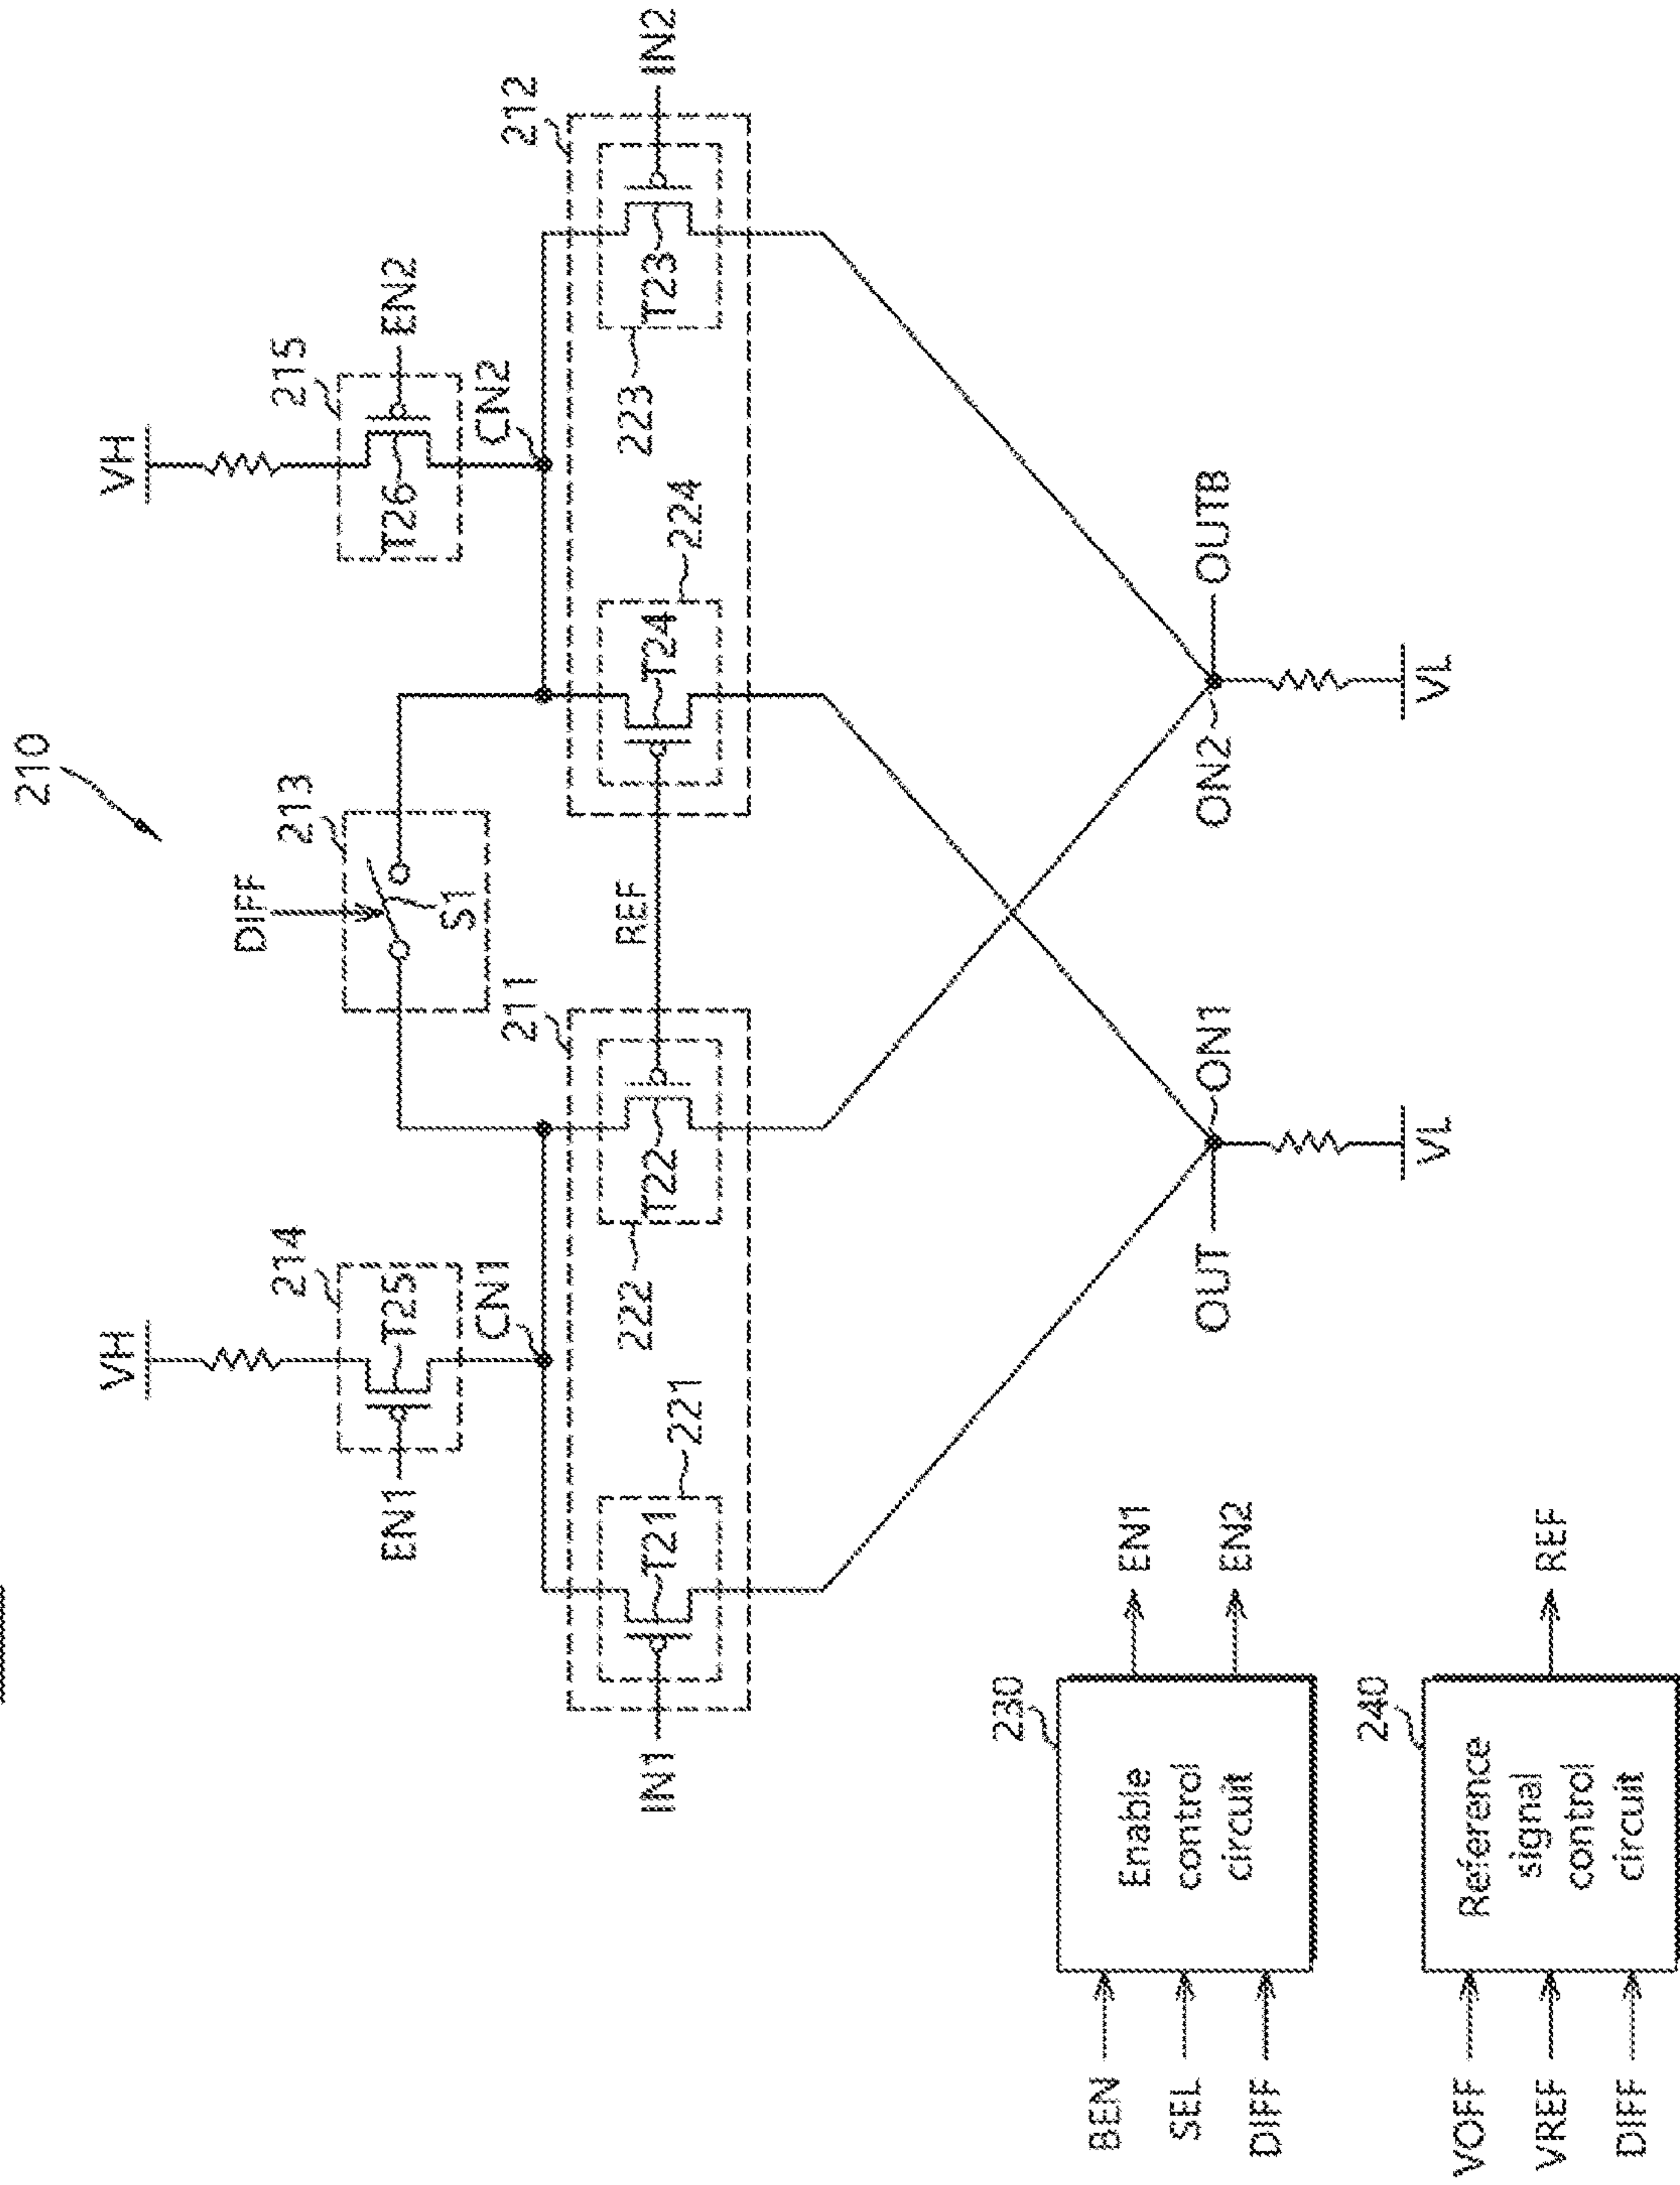 210
VH
VH
DIFF
214
213
215
EN1
T25
S1
T26
EN2
CN1
CN2
211
212
IN1
T21
T22
REF
T24
T23
IN2
221
222
224
223
OUT
ON1
ON2
OUTB
VL
VL
230
BEN
SEL
DIFF
Enable
control
circuit
EN1
EN2
240
VOFF
VREF
DIFF
Reference
signal
control
circuit
REF